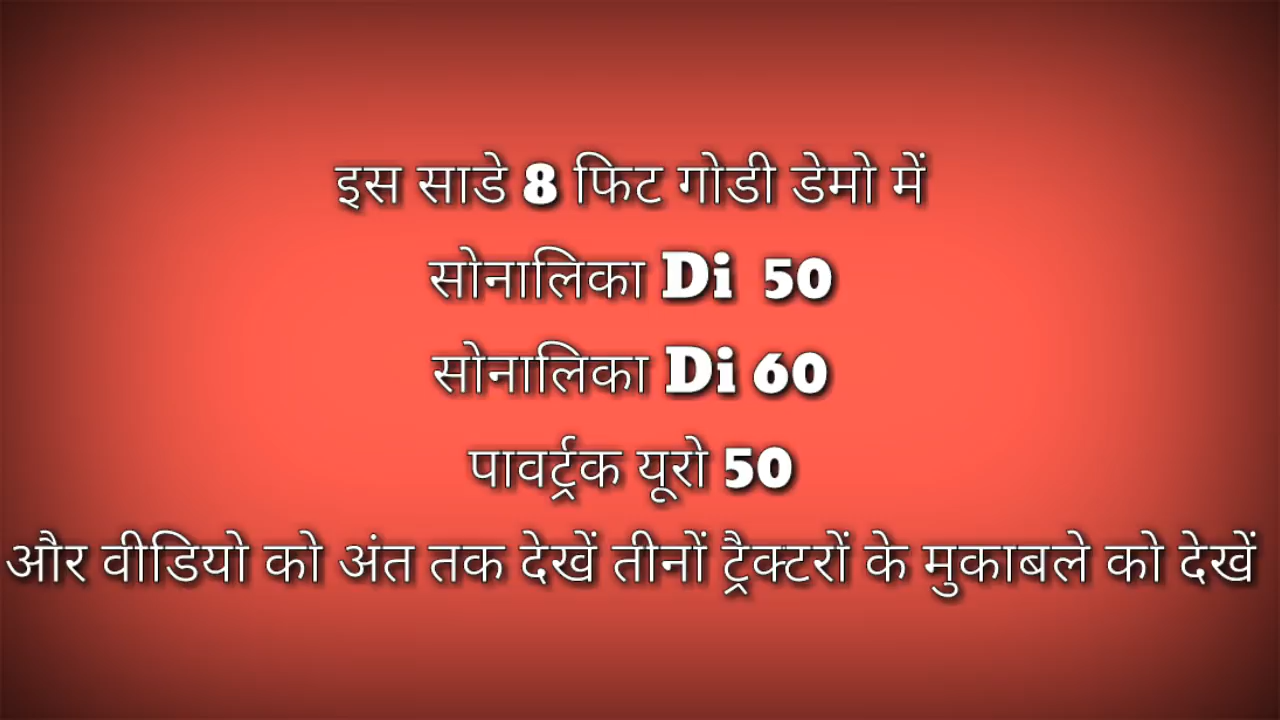 इस साडे 8 फिट गोडी डेमो में
सोनालिका Di 50
सोनालिका Di 60
पावर्ट्रक यूरो 50
और वीडियो को अंत तक देखें तीनों ट्रैक्टरों के मुकाबले को देखें